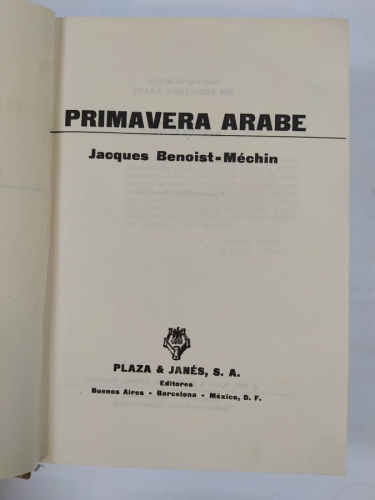 PRIMAVERA ARABE
Jacques Benoist-Méchin
PLAZA & JANÉS, S. A.
Editores
Buenos Aires - Barcelona - México, D. F.